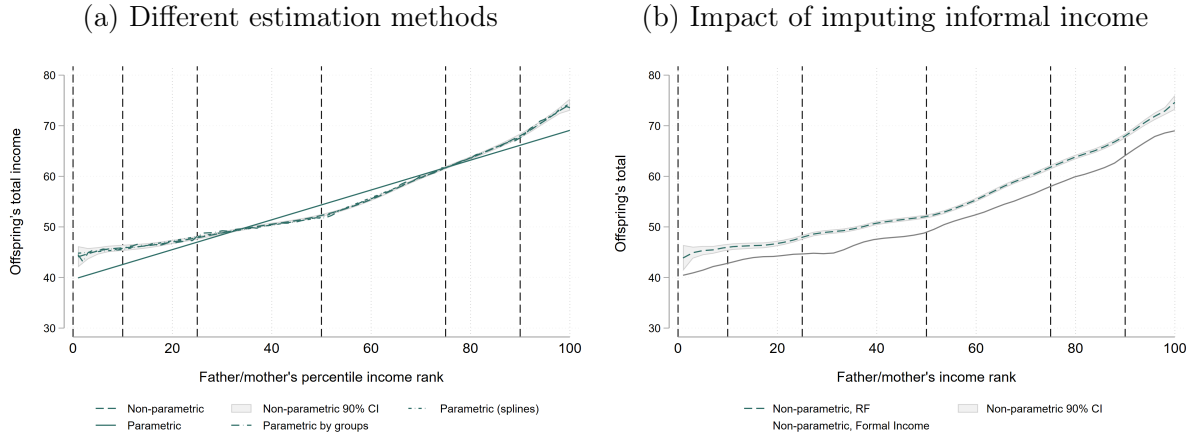 (a) Different estimation methods
Offspring's total income
80
70
60
50
40
30
0 20 40 60 80 100
Father/mother's percentile income rank
Non-parametric Non-parametric 90% CI Parametric (splines)
Parametric Parametric by groups
(b) Impact of imputing informal income
Offspring's total
80
70
60
50
40
30
0 20 40 60 80 100
Father/mother's income rank
Non-parametric, RF Non-parametric 90% CI
Non-parametric, Formal Income